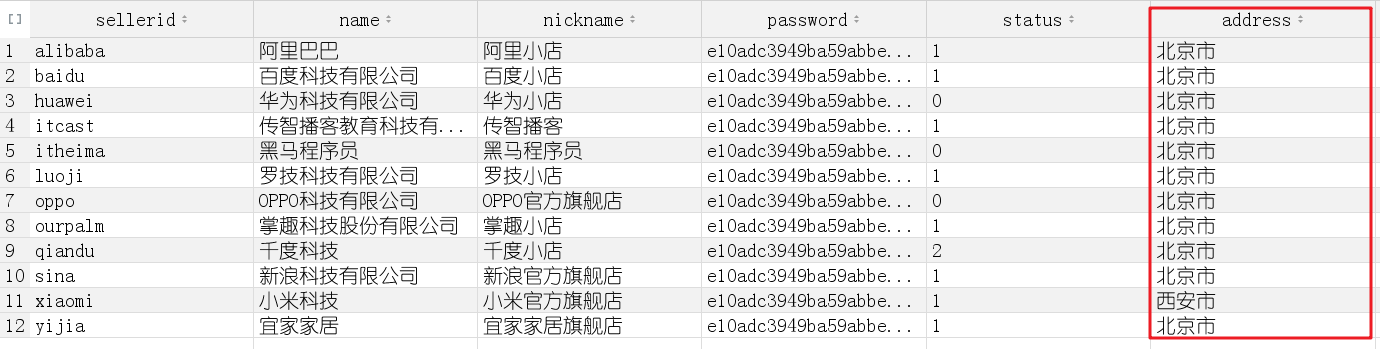 sellerid name nickname password status address
1 alibaba 阿里巴巴 阿里小店 e10adc3949ba59abbe... 1 北京市
2 baidu 百度科技有限公司 百度小店 e10adc3949ba59abbe... 1 北京市
3 huawei 华为科技有限公司 华为小店 e10adc3949ba59abbe... 0 北京市
4 itcast 传智播客教育科技有... 传智播客 e10adc3949ba59abbe... 1 北京市
5 itheima 黑马程序员 黑马程序员 e10adc3949ba59abbe... 0 北京市
6 luoji 罗技科技有限公司 罗技小店 e10adc3949ba59abbe... 1 北京市
7 oppo OPPO科技有限公司 OPPO官方旗舰店 e10adc3949ba59abbe... 0 北京市
8 ourpalm 掌趣科技股份有限公司 掌趣小店 e10adc3949ba59abbe... 1 北京市
9 qiandu 千度科技 千度小店 e10adc3949ba59abbe... 2 北京市
10 sina 新浪科技有限公司 新浪官方旗舰店 e10adc3949ba59abbe... 1 北京市
11 xiaomi 小米科技 小米官方旗舰店 e10adc3949ba59abbe... 1 西安市
12 yijia 宜家家居 宜家家居旗舰店 e10adc3949ba59abbe... 1 北京市